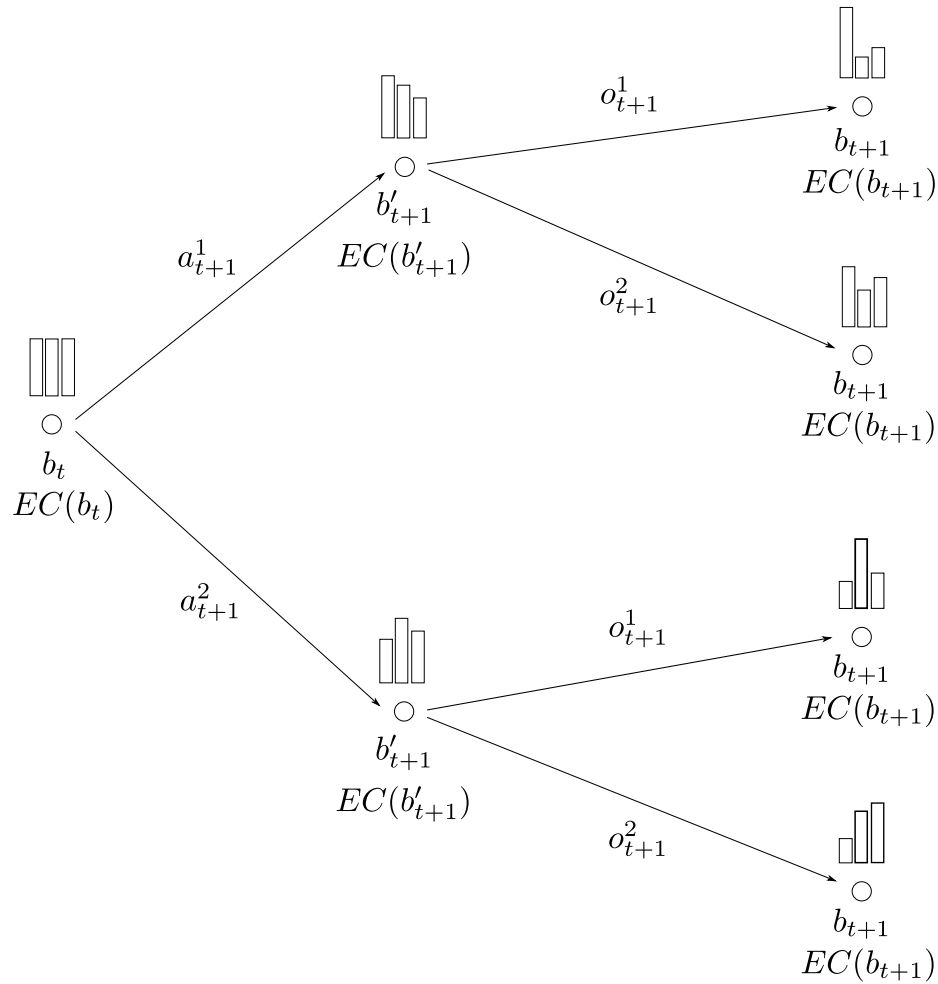 $o^1_{t+1}$
$b_{t+1}$
$EC(b_{t+1})$
$b'_{t+1}$
$EC(b'_{t+1})$
$a^1_{t+1}$
$o^2_{t+1}$
$b_{t+1}$
$EC(b_{t+1})$
$b_t$
$EC(b_t)$
$a^2_{t+1}$
$o^1_{t+1}$
$b_{t+1}$
$EC(b_{t+1})$
$b'_{t+1}$
$EC(b'_{t+1})$
$o^2_{t+1}$
$b_{t+1}$
$EC(b_{t+1})$